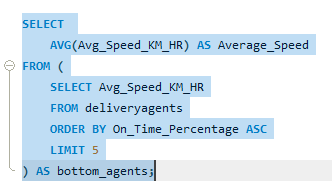 SELECT
AVG(Avg_Speed_KM_HR) AS Average_Speed
FROM (
SELECT Avg_Speed_KM_HR
FROM deliveryagents
ORDER BY On_Time_Percentage ASC
LIMIT 5
) AS bottom_agents;